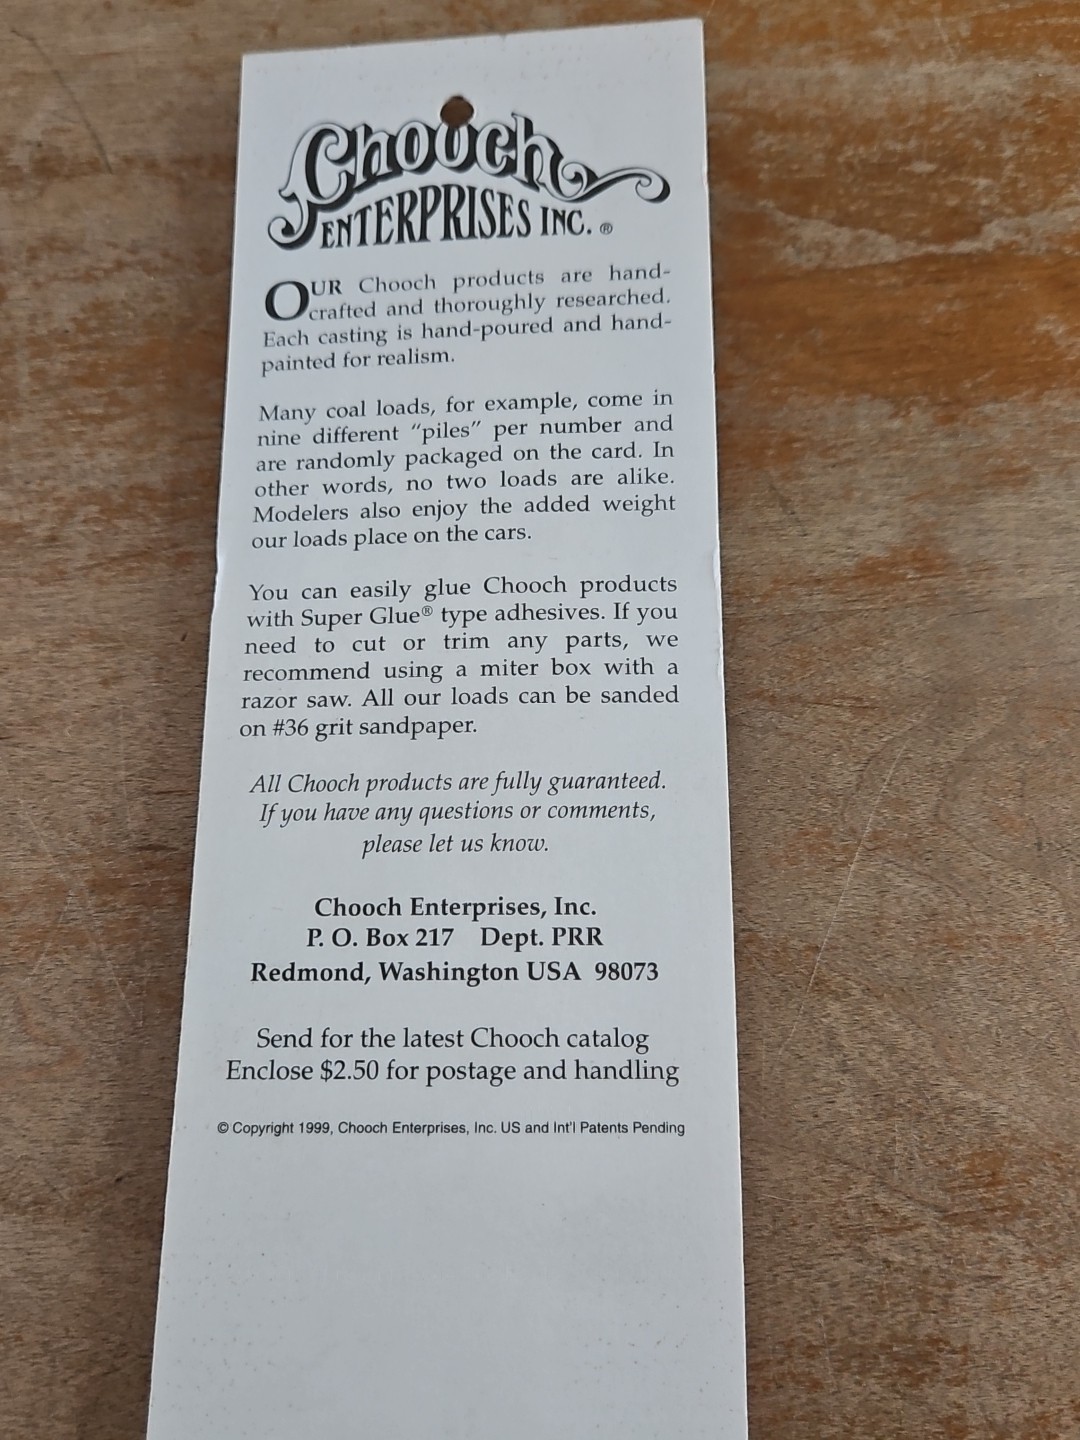 Chooch
ENTERPRISES INC. ®
OUR Chooch products are hand-
crafted and thoroughly researched.
Each casting is hand-poured and hand-
painted for realism.
Many coal loads, for example, come in
nine different “piles” per number and
are randomly packaged on the card. In
other words, no two loads are alike.
Modelers also enjoy the added weight
our loads place on the cars.
You can easily glue Chooch products
with Super Glue® type adhesives. If you
need to cut or trim any parts, we
recommend using a miter box with a
razor saw. All our loads can be sanded
on #36 grit sandpaper.
All Chooch products are fully guaranteed.
If you have any questions or comments,
please let us know.
Chooch Enterprises, Inc.
P. O. Box 217 Dept. PRR
Redmond, Washington USA 98073
Send for the latest Chooch catalog
Enclose $2.50 for postage and handling
© Copyright 1999, Chooch Enterprises, Inc. US and Int'l Patents Pending